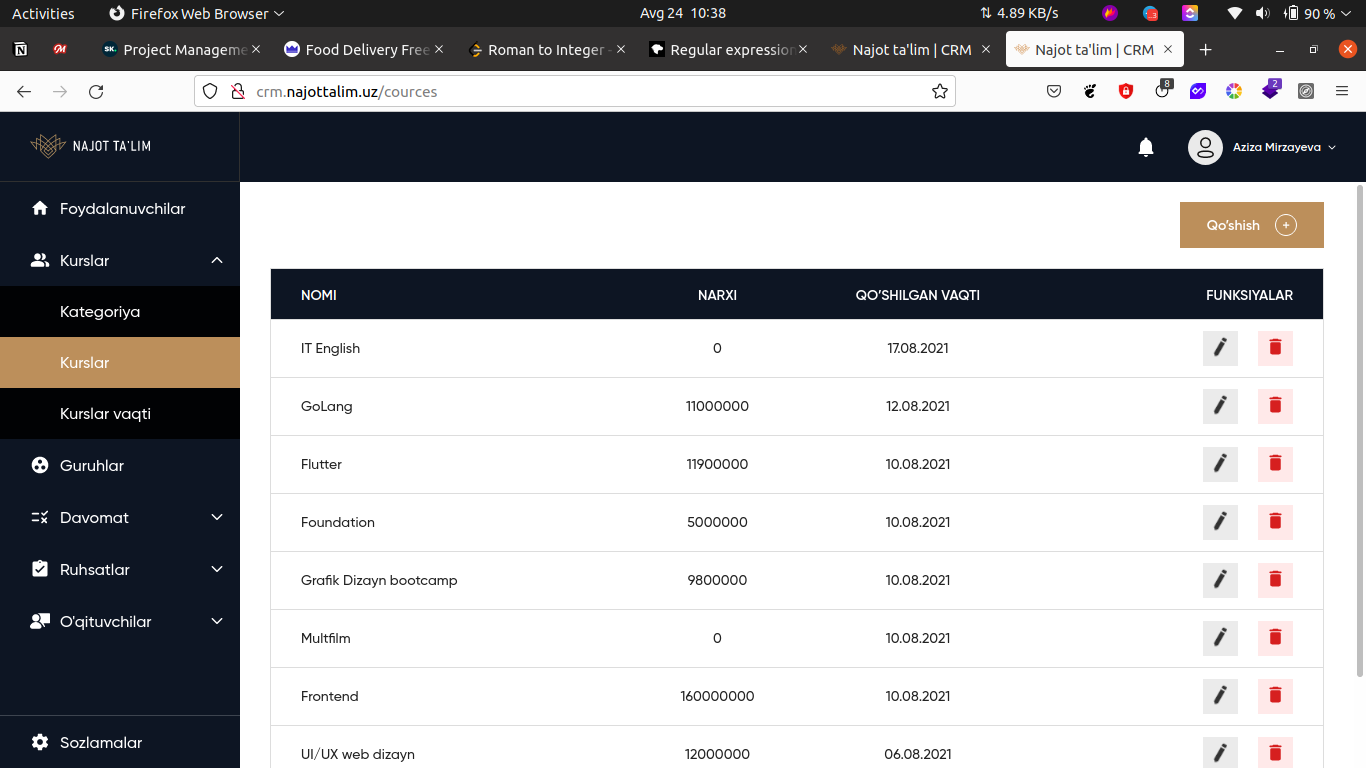 Activities Firefox Web Browser Avg 24 10:38 4.89 KB/s 90 %
SK. Project Manageme Food Delivery Free Roman to Integer - Regular expression Najot ta'lim | CRM Najot ta'lim | CRM
crm.najottalim.uz/cources 8 2
NAJOT TA'LIM Aziza Mirzayeva
Foydalanuvchilar
Kurslar
Kategoriya
Kurslar
Kurslar vaqti
Guruhlar
Davomat
Ruhsatlar
O'qituvchilar
Sozlamalar
Qo'shish
NOMI NARXI QO'SHILGAN VAQTI FUNKSIYALAR
IT English 0 17.08.2021
GoLang 11000000 12.08.2021
Flutter 11900000 10.08.2021
Foundation 5000000 10.08.2021
Grafik Dizayn bootcamp 9800000 10.08.2021
Multfilm 0 10.08.2021
Frontend 160000000 10.08.2021
UI/UX web dizayn 12000000 06.08.2021